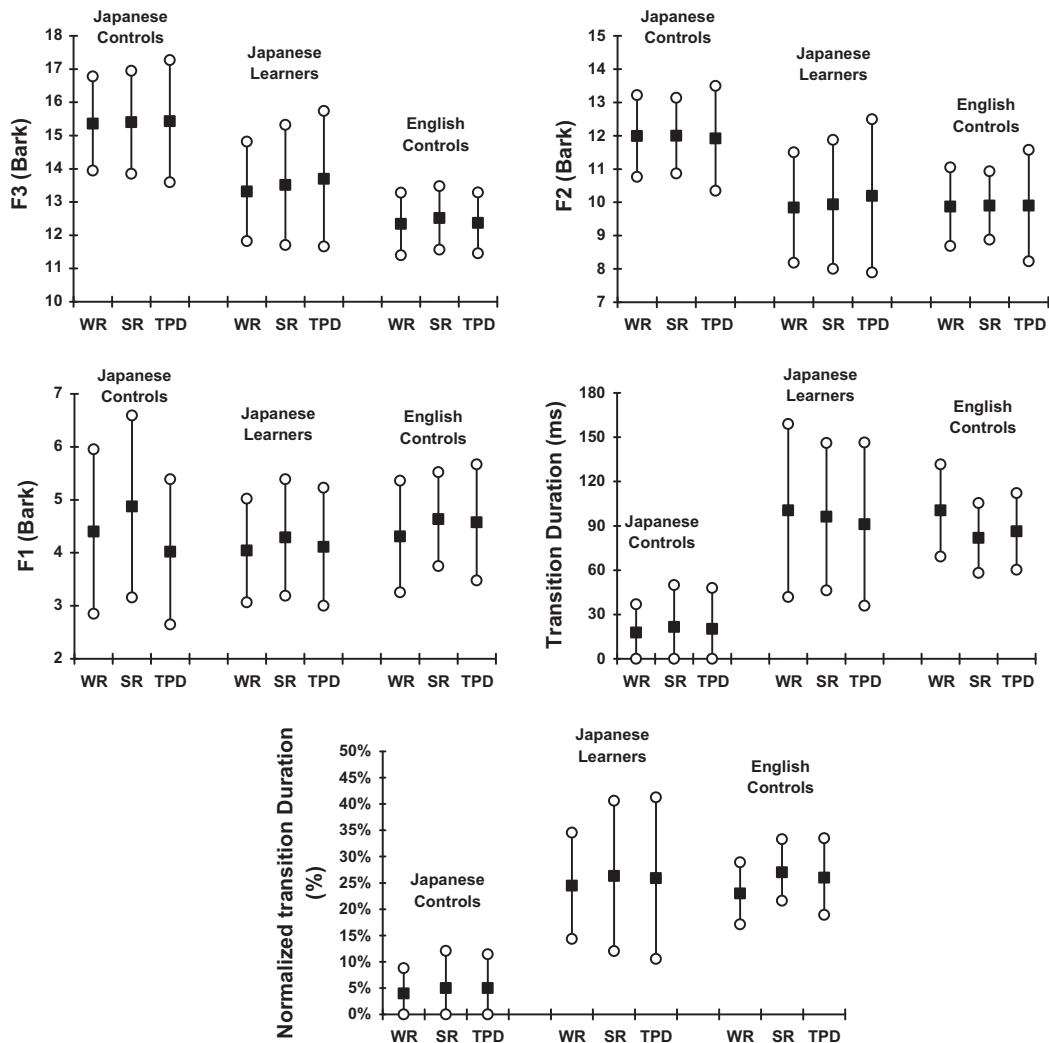 Japanese
Controls
Japanese
Learners
English
Controls
F3 (Bark)
18
17
16
15
14
13
12
11
10
WR SR TPD WR SR TPD WR SR TPD
Japanese
Controls
Japanese
Learners
English
Controls
F2 (Bark)
15
14
13
12
11
10
9
8
7
WR SR TPD WR SR TPD WR SR TPD
Japanese
Controls
Japanese
Learners
English
Controls
F1 (Bark)
7
6
5
4
3
2
WR SR TPD WR SR TPD WR SR TPD
Japanese
Learners
English
Controls
Japanese
Controls
Transition Duration (ms)
180
150
120
90
60
30
0
WR SR TPD WR SR TPD WR SR TPD
Japanese
Learners
English
Controls
Japanese
Controls
Normalized transition Duration
(%)
50%
45%
40%
35%
30%
25%
20%
15%
10%
5%
0%
WR SR TPD WR SR TPD WR SR TPD